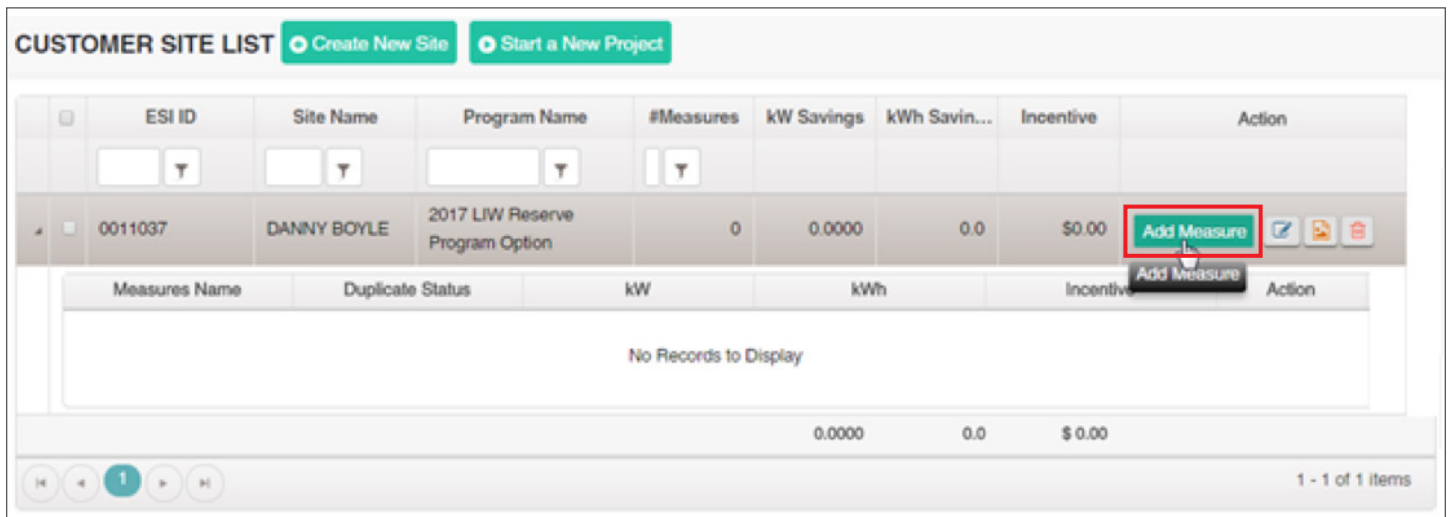 CUSTOMER SITE LIST Create New Site Start a New Project
ESI ID Site Name Program Name #Measures kW Savings kWh Savin... Incentive Action
0011037 DANNY BOYLE 2017 LIW Reserve Program Option 0 0.0000 0.0 $0.00 Add Measure
Add Measure
Measures Name Duplicate Status kW kWh Incentive Action
No Records to Display
0.0000 0.0 $ 0.00
1 1 - 1 of 1 items